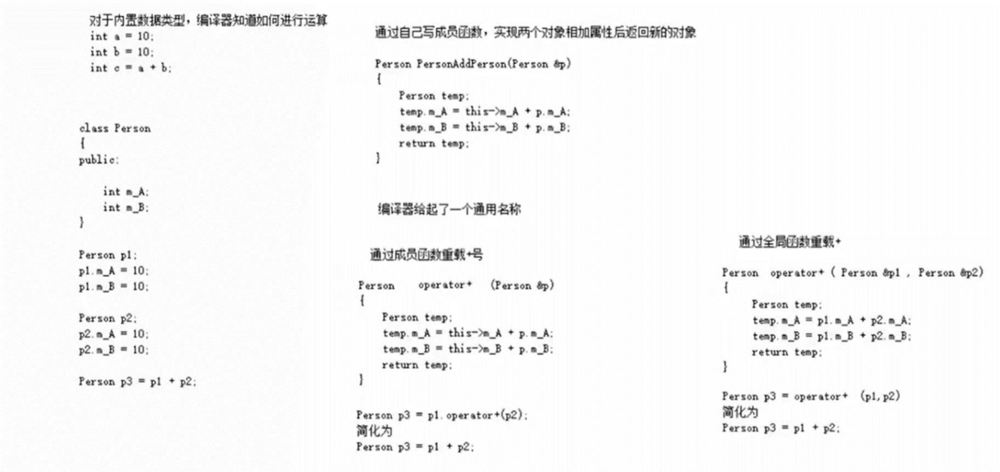 对于内置数据类型，编译器知道如何进行运算
int a = 10;
int b = 10;
int c = a + b;
class Person
{
public:
int m_A;
int m_B;
}
Person p1;
p1.m_A = 10;
p1.m_B = 10;
Person p2;
p2.m_A = 10;
p2.m_B = 10;
Person p3 = p1 + p2;
通过自己写成员函数，实现两个对象相加属性后返回新的对象
Person PersonAddPerson(Person &p)
{
Person temp;
temp.m_A = this->m_A + p.m_A;
temp.m_B = this->m_B + p.m_B;
return temp;
}
编译器给起了一个通用名称
通过成员函数重载+号
Person operator+ (Person &p)
{
Person temp;
temp.m_A = this->m_A + p.m_A;
temp.m_B = this->m_B + p.m_B;
return temp;
}
Person p3 = p1.operator+(p2);
简化为
Person p3 = p1 + p2;
通过全局函数重载+
Person operator+ ( Person &p1 , Person &p2)
{
Person temp;
temp.m_A = p1.m_A + p2.m_A;
temp.m_B = p1.m_B + p2.m_B;
return temp;
}
Person p3 = operator+ (p1,p2)
简化为
Person p3 = p1 + p2;